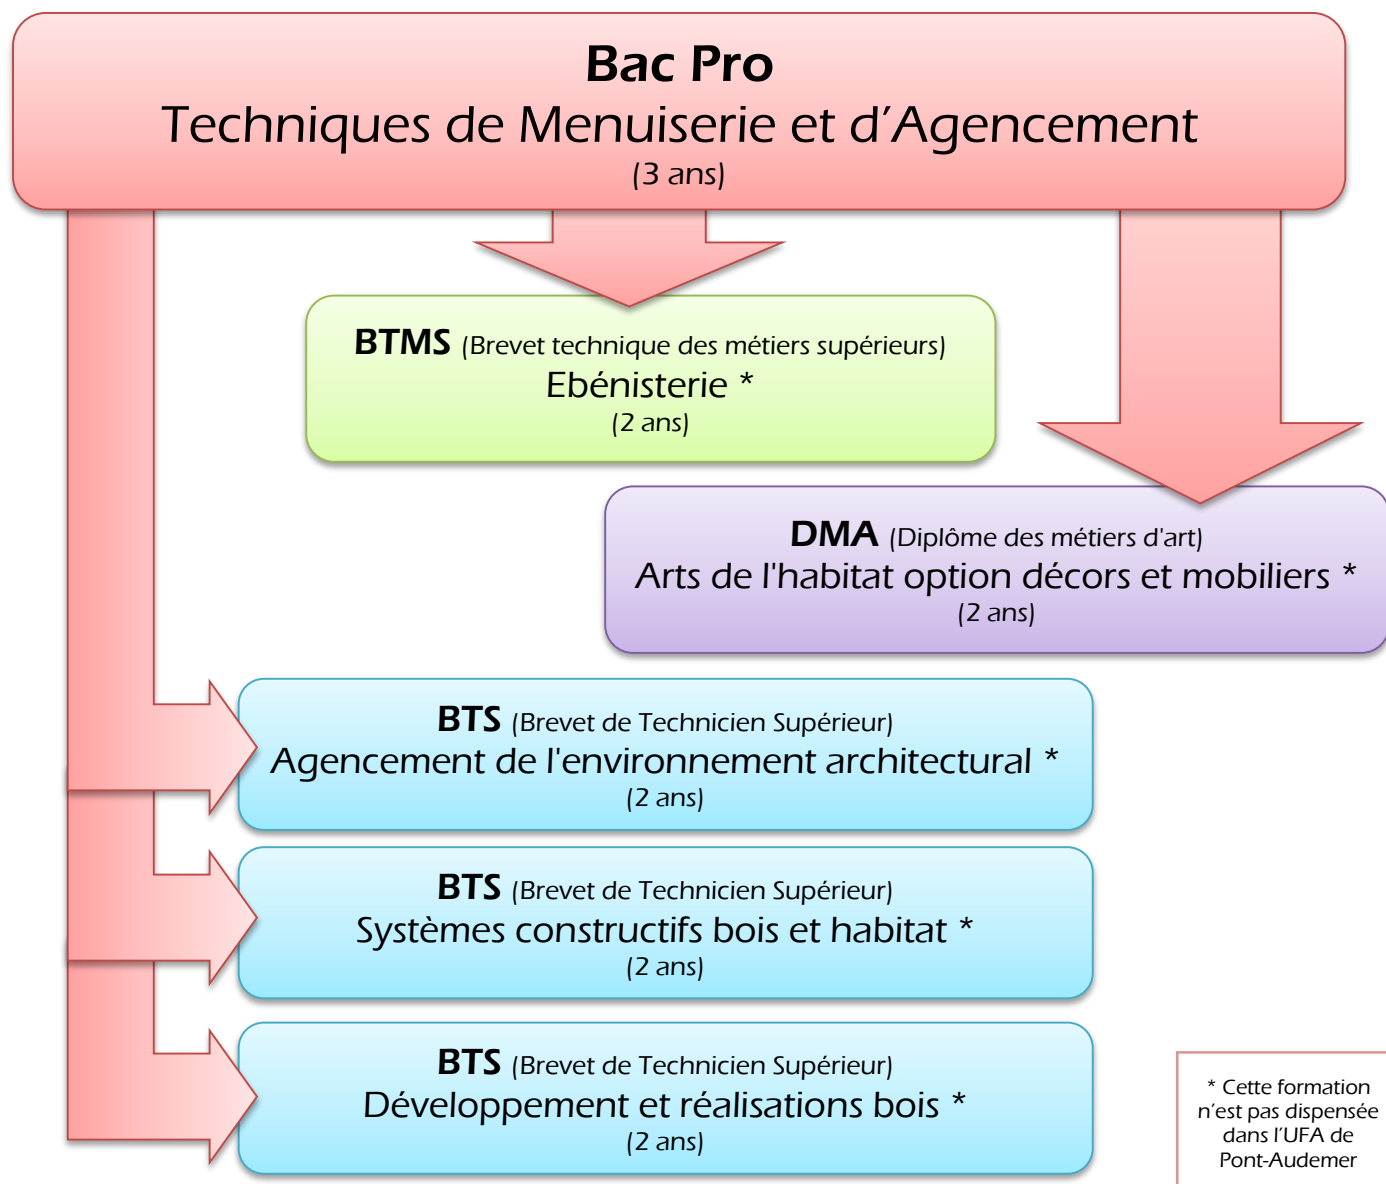 Bac Pro
Techniques de Menuiserie et d’Agencement
(3 ans)
BTMS (Brevet technique des métiers supérieurs)
Ebénisterie *
(2 ans)
DMA (Diplôme des métiers d'art)
Arts de l'habitat option décors et mobiliers *
(2 ans)
BTS (Brevet de Technicien Supérieur)
Agencement de l'environnement architectural *
(2 ans)
BTS (Brevet de Technicien Supérieur)
Systèmes constructifs bois et habitat *
(2 ans)
BTS (Brevet de Technicien Supérieur)
Développement et réalisations bois *
(2 ans)
* Cette formation
n’est pas dispensée
dans l’UFA de
Pont-Audemer